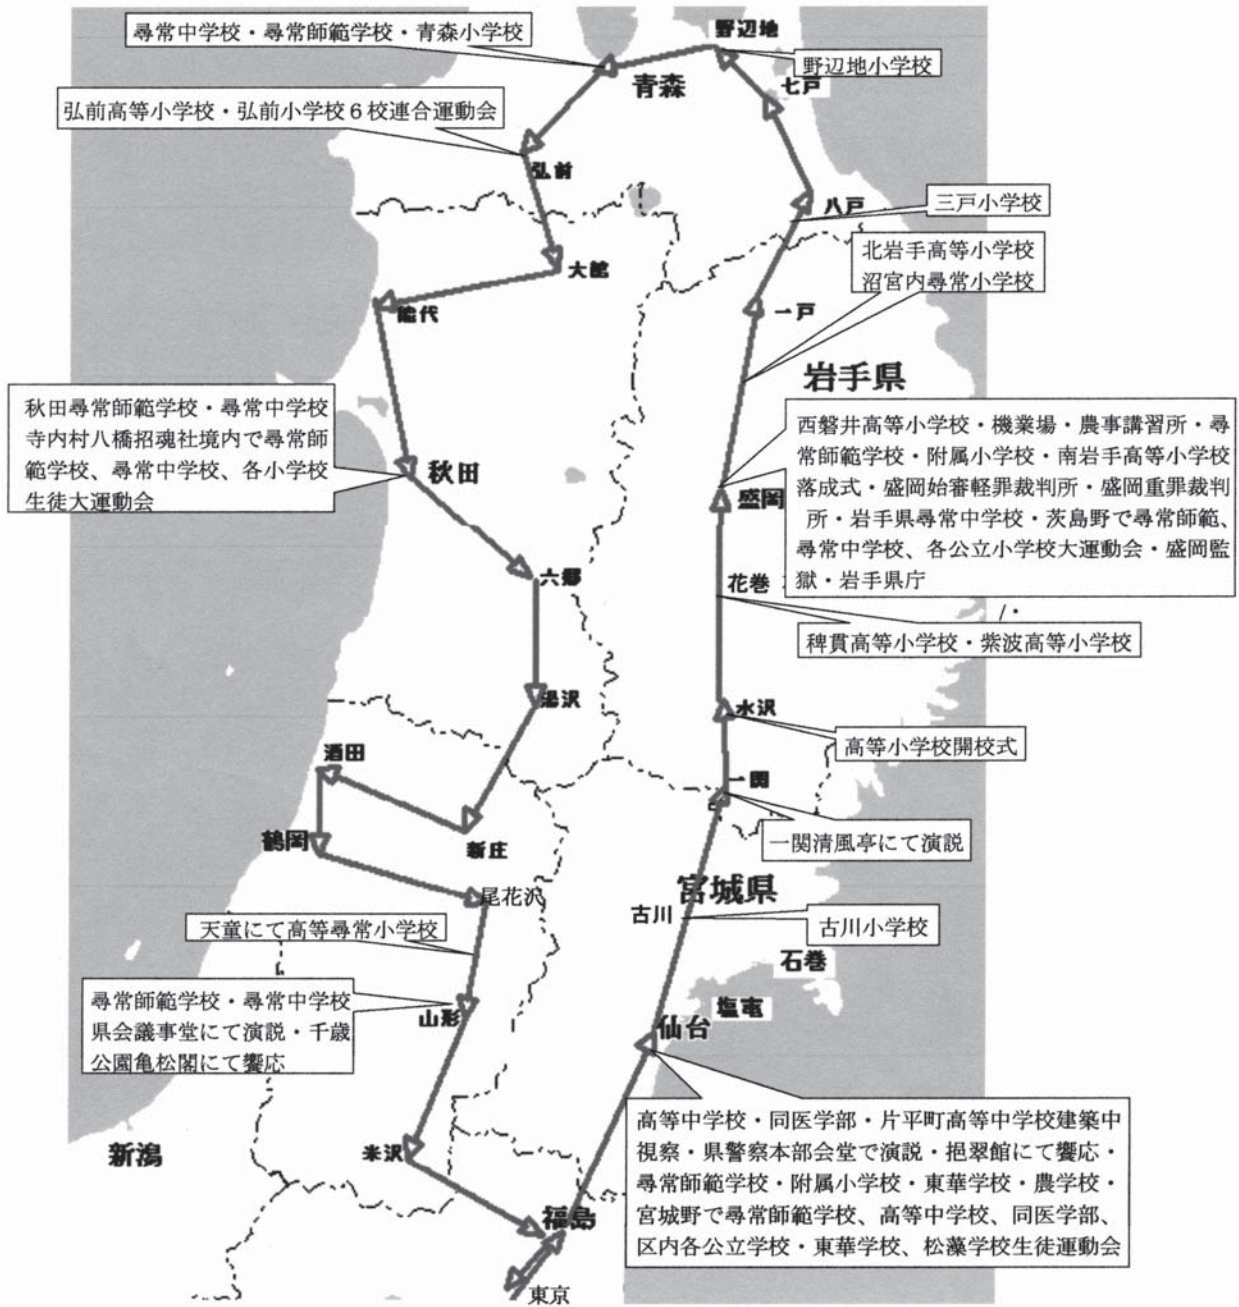 野辺地
尋常中学校・尋常師範学校・青森小学校
野辺地小学校
青森
七戸
弘前高等小学校・弘前小学校６校連合運動会
弘前
三戸小学校
八戸
北岩手高等小学校
沼宮内尋常小学校
大館
能代
一戸
岩手県
秋田尋常師範学校・尋常中学校
寺内村八橋招魂社境内で尋常師
範学校、尋常中学校、各小学校
生徒大運動会
秋田
西磐井高等小学校・機業場・農事講習所・尋
常師範学校・附属小学校・南岩手高等小学校
落成式・盛岡始審軽罪裁判所・盛岡重罪裁判
所・岩手県尋常中学校・茨島野で尋常師範、
尋常中学校、各公立小学校大運動会・盛岡監
獄・岩手県庁
盛岡
六郷
花巻
稗貫高等小学校・紫波高等小学校
湯沢
水沢
高等小学校開校式
酒田
一関
鶴岡
新庄
一関清風亭にて演説
尾花沢
宮城県
古川
古川小学校
天童にて高等尋常小学校
石巻
尋常師範学校・尋常中学校
県会議事堂にて演説・千歳
公園亀松閣にて饗応
山形
塩竃
仙台
高等中学校・同医学部・片平町高等中学校建築中
視察・県警察本部会堂で演説・挹翠館にて饗応・
尋常師範学校・附属小学校・東華学校・農学校・
宮城野で尋常師範学校、高等中学校、同医学部、
区内各公立学校・東華学校、松藻学校生徒運動会
新潟
米沢
福島
東京